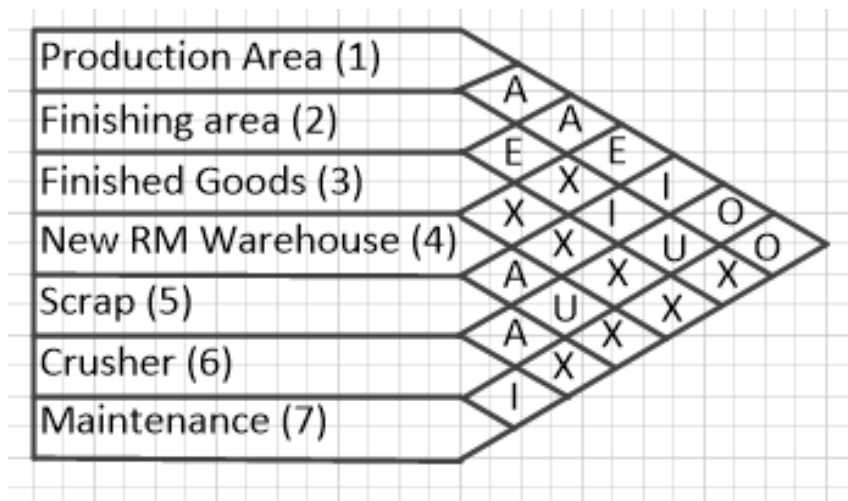 Production Area (1)
A
Finishing area (2) A
E E
Finished Goods (3) X I
X I O
New RM Warehouse (4) X U O
A X X
Scrap (5) U X
A X
Crusher (6) X
I
Maintenance (7)